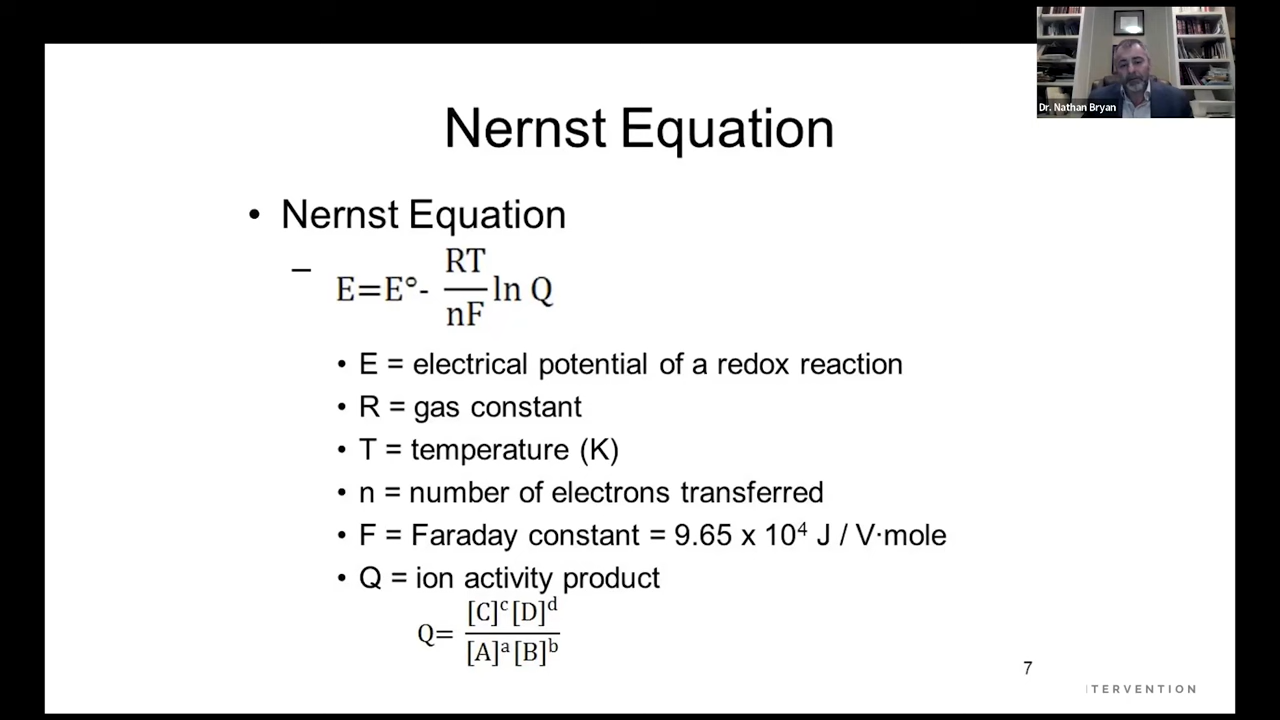 Dr. Nathan Bryan
Nernst Equation
• Nernst Equation
– E=E°- RT/nF ln Q
• E = electrical potential of a redox reaction
• R = gas constant
• T = temperature (K)
• n = number of electrons transferred
• F = Faraday constant = 9.65 x 10⁴ J / V·mole
• Q = ion activity product
Q= [C]ᶜ[D]ᵈ/[A]ᵃ[B]ᵇ
7
TERVENTION